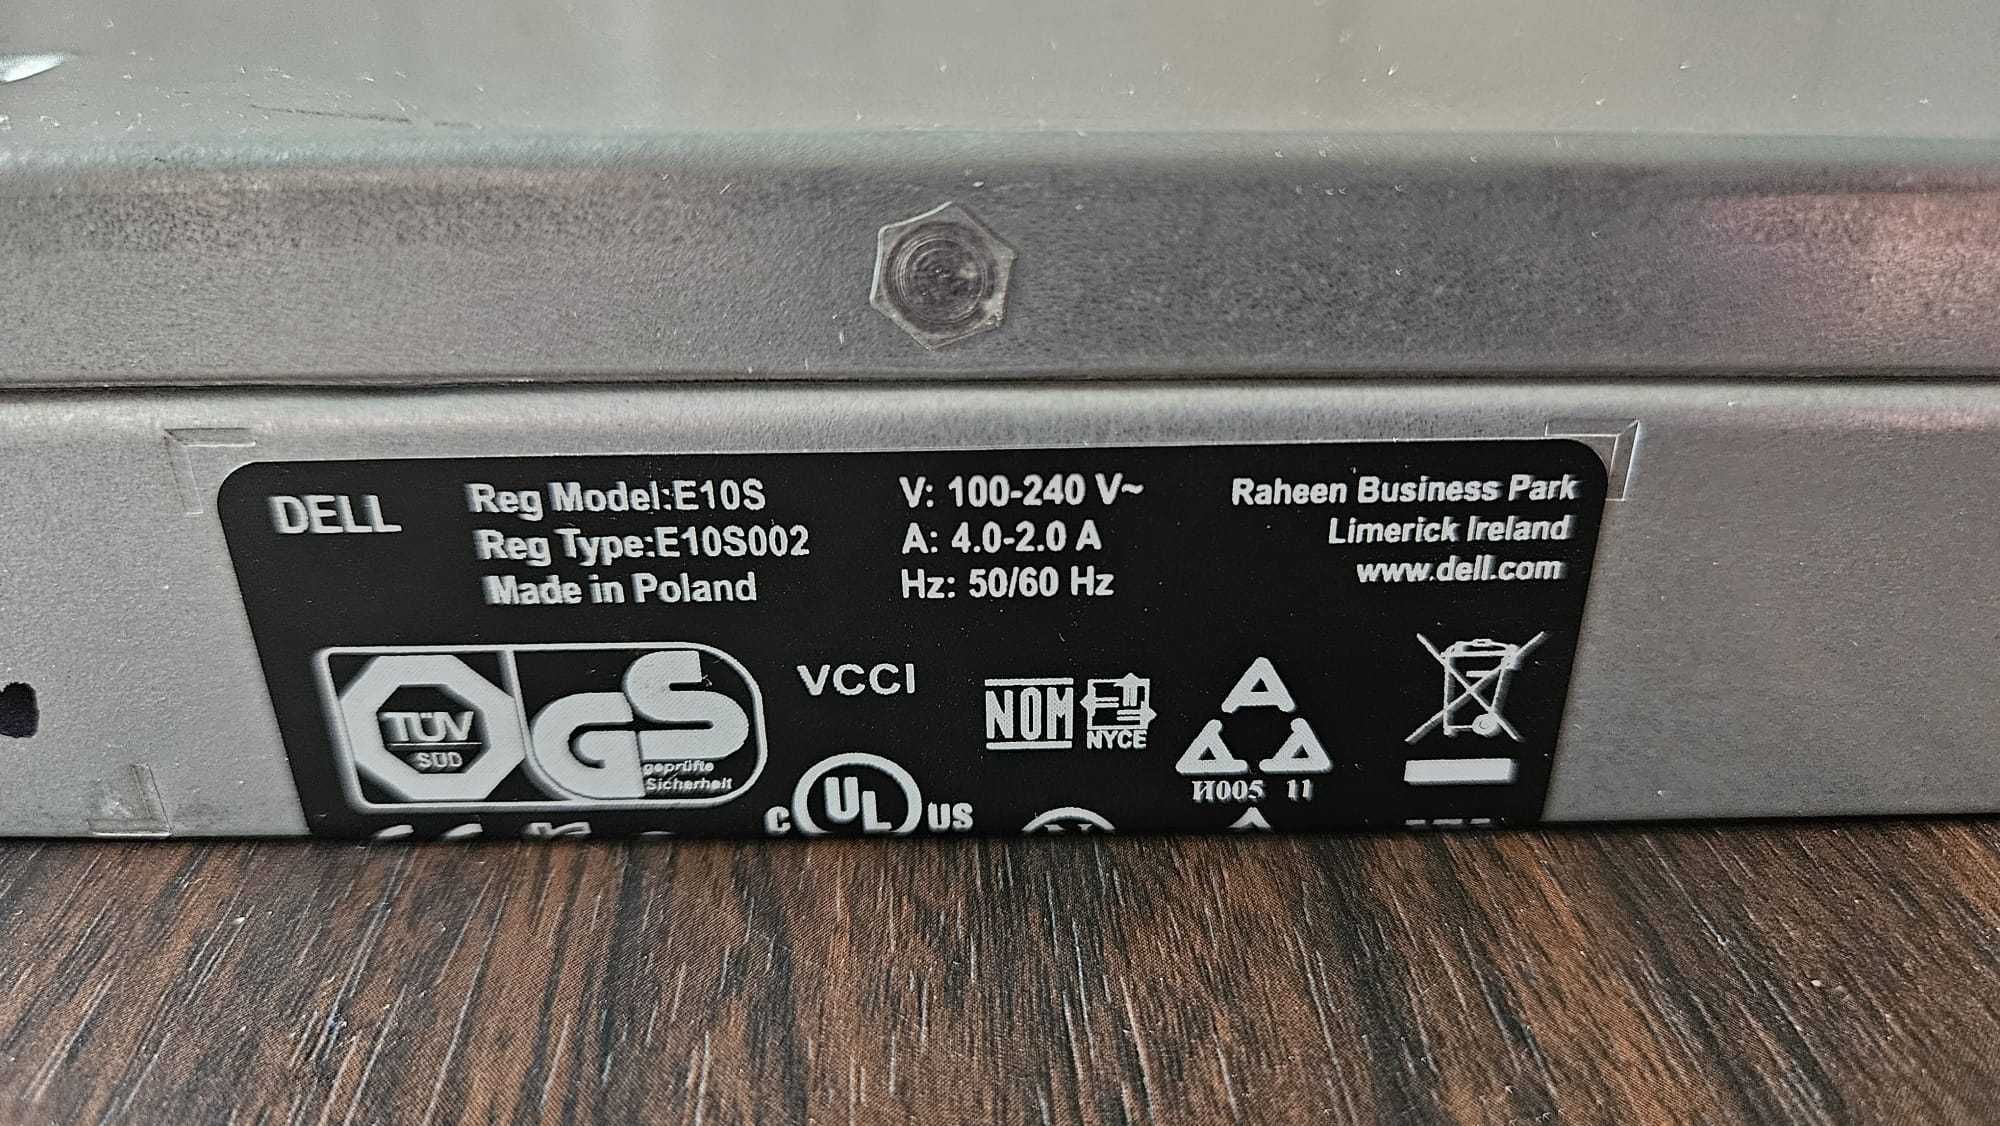 DELL
Reg Model:E10S
Reg Type:E10S002
Made in Poland
V: 100-240 V~
A: 4.0-2.0 A
Hz: 50/60 Hz
Raheen Business Park
Limerick Ireland
www.dell.com
TÜV
SÜD
GS
geprüfte
Sicherheit
VCCI
C UL US
NOM
NYCE
И005 11